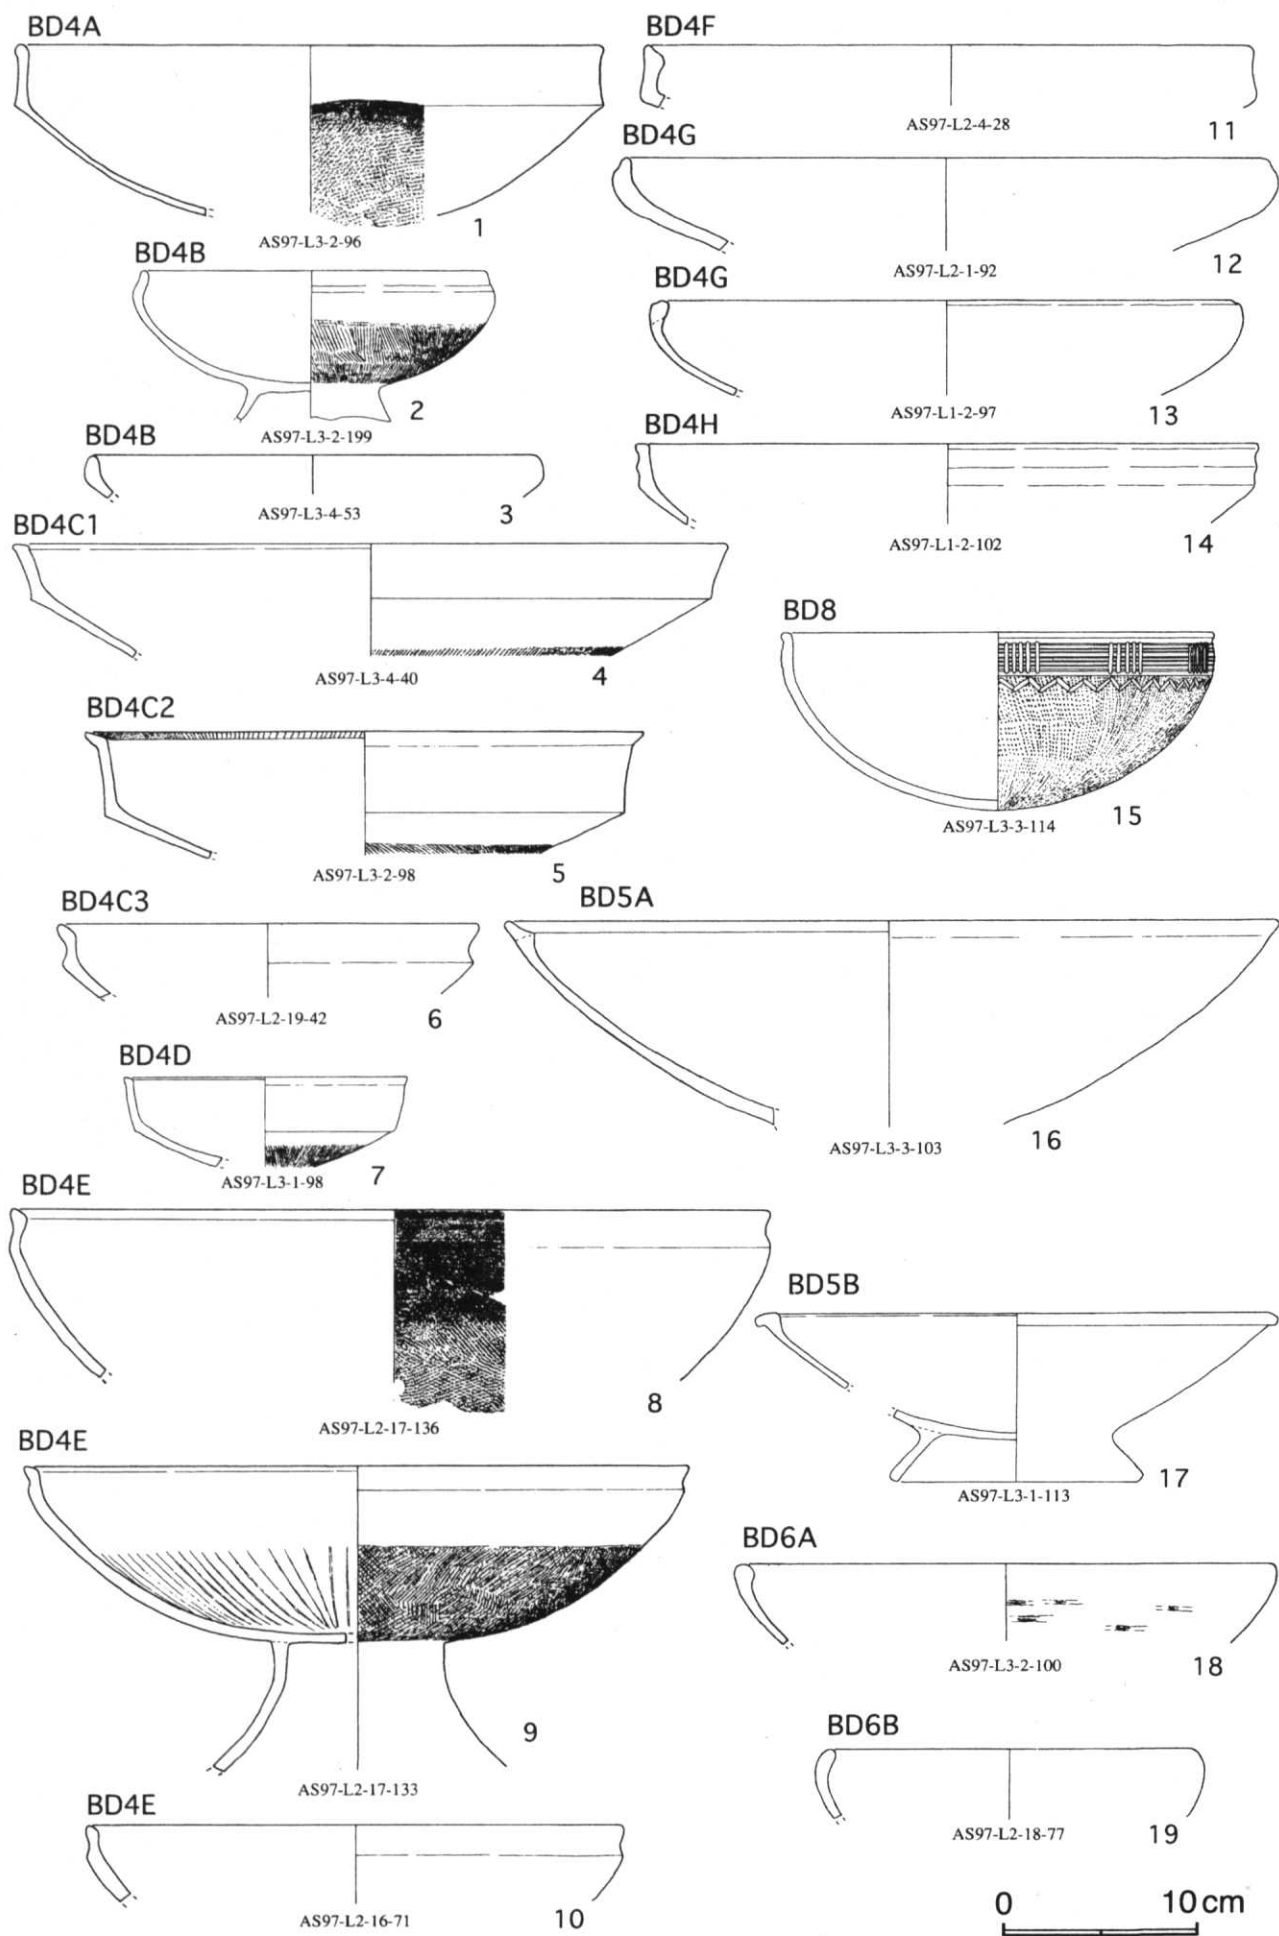 BD4A
AS97-L3-2-96
1
BD4B
AS97-L3-2-199
2
BD4B
AS97-L3-4-53
3
BD4C1
AS97-L3-4-40
4
BD4C2
AS97-L3-2-98
5
BD4C3
AS97-L2-19-42
6
BD4D
AS97-L3-1-98
7
BD4E
AS97-L2-17-136
8
BD4E
AS97-L2-17-133
9
BD4E
AS97-L2-16-71
10
BD4F
AS97-L2-4-28
11
BD4G
AS97-L2-1-92
12
BD4G
AS97-L1-2-97
13
BD4H
AS97-L1-2-102
14
BD8
AS97-L3-3-114
15
BD5A
AS97-L3-3-103
16
BD5B
AS97-L3-1-113
17
BD6A
AS97-L3-2-100
18
BD6B
AS97-L2-18-77
19
0 10cm